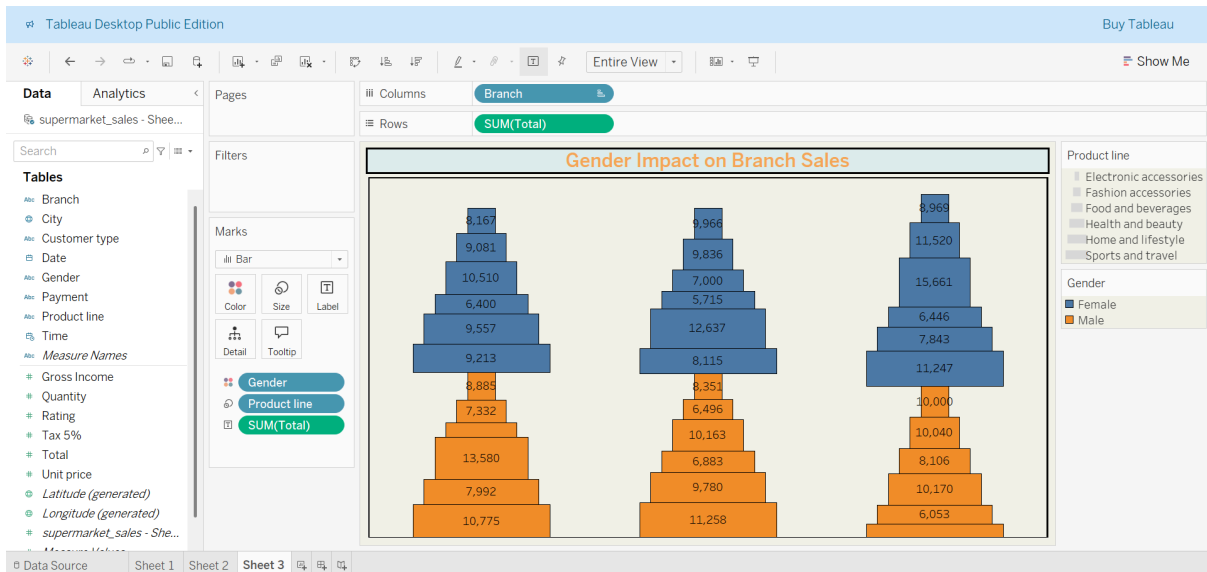 Tableau Desktop Public Edition
Buy Tableau
Entire View
Show Me
Data
Analytics
supermarket_sales - Shee...
Search
Tables
Abc Branch
City
Abc Customer type
Date
Abc Gender
Abc Payment
Abc Product line
Time
Abc Measure Names
# Gross Income
# Quantity
# Rating
# Tax 5%
# Total
# Unit price
Latitude (generated)
Longitude (generated)
# supermarket_sales - She...
Pages
Filters
Marks
Bar
Color
Size
Label
Detail
Tooltip
Gender
Product line
SUM(Total)
Columns
Branch
Rows
SUM(Total)
Gender Impact on Branch Sales
8,167
9,081
10,510
6,400
9,557
9,213
8,885
7,332
13,580
7,992
10,775
9,966
9,836
7,000
5,715
12,637
8,115
8,351
6,496
10,163
6,883
9,780
11,258
8,969
11,520
15,661
6,446
7,843
11,247
10,000
10,040
8,106
10,170
6,053
Product line
Electronic accessories
Fashion accessories
Food and beverages
Health and beauty
Home and lifestyle
Sports and travel
Gender
Female
Male
Data Source
Sheet 1
Sheet 2
Sheet 3